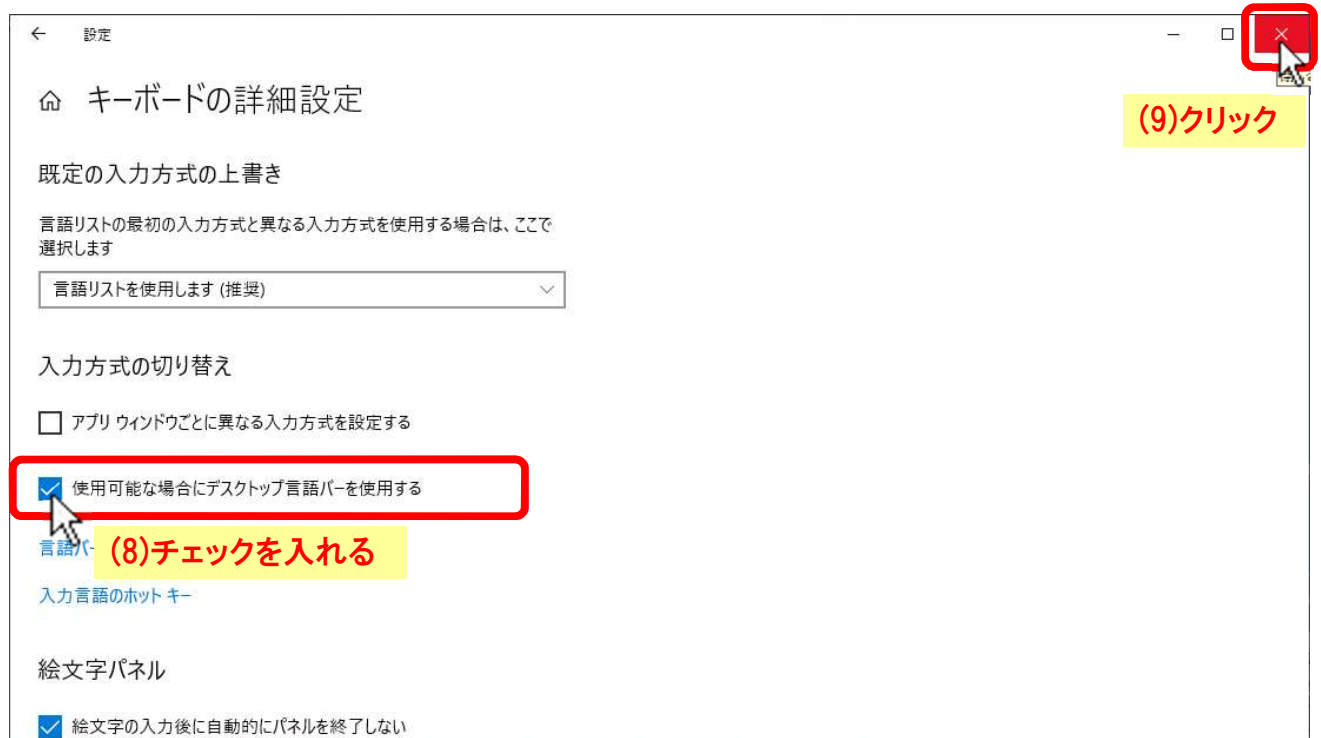 設定
キーボードの詳細設定
(9)クリック
既定の入力方式の上書き
言語リストの最初の入力方式と異なる入力方式を使用する場合は、ここで
選択します
言語リストを使用します (推奨)
入力方式の切り替え
アプリ ウィンドウごとに異なる入力方式を設定する
使用可能な場合にデスクトップ言語バーを使用する
言語バー
(8)チェックを入れる
入力言語のホット キー
絵文字パネル
絵文字の入力後に自動的にパネルを終了しない